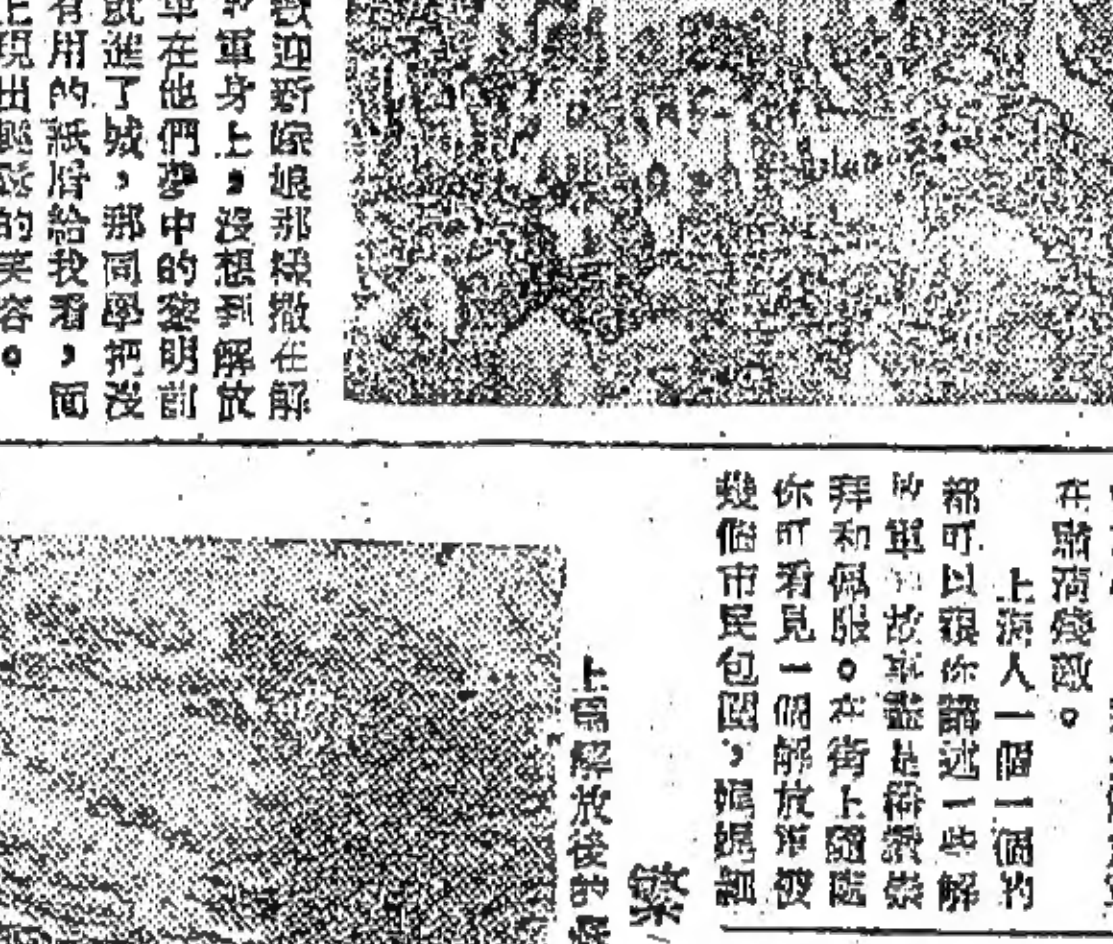 歡迎新嫁娘那樣撒在解
軍身上，沒想到解放
軍在他們夢中的黎明前
就進了城，那同學把沒
有用的紙屑給我看，面
上現出興奮的笑容。
在肅清殘敵。
上海人一個一個的
都可以親你講述一些解
放軍的故事，盡是稱讚崇
拜和佩服。在街上隨處
你可看見一個解放軍被
幾個市民包圍，媽媽
上為解放後的
繁